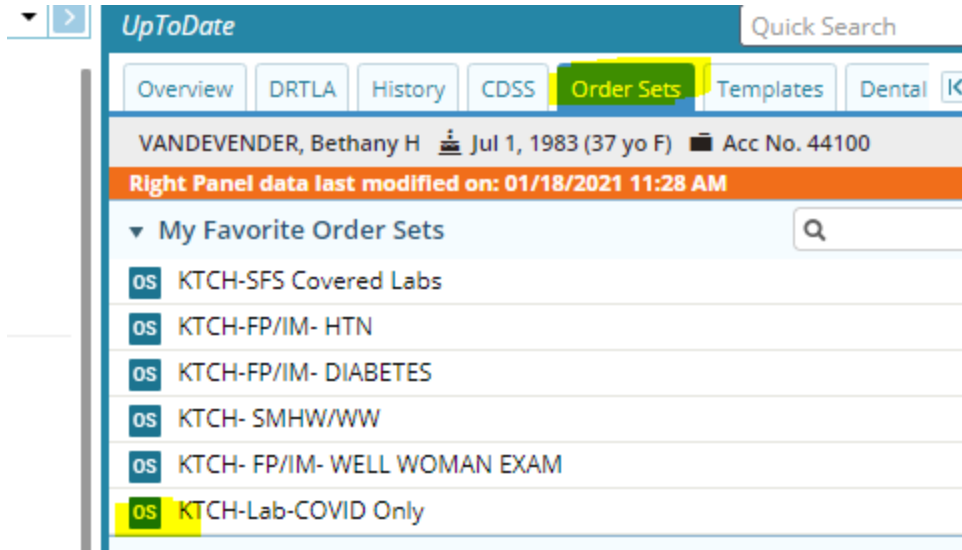 UpToDate Quick Search
Overview DRTLA History CDSS Order Sets Templates Dental
VANDEVENDER, Bethany H Jul 1, 1983 (37 yo F) Acc No. 44100
Right Panel data last modified on: 01/18/2021 11:28 AM
My Favorite Order Sets
OS KTCH-SFS Covered Labs
OS KTCH-FP/IM- HTN
OS KTCH-FP/IM- DIABETES
OS KTCH- SMHW/WW
OS KTCH- FP/IM- WELL WOMAN EXAM
OS KTCH-Lab-COVID Only